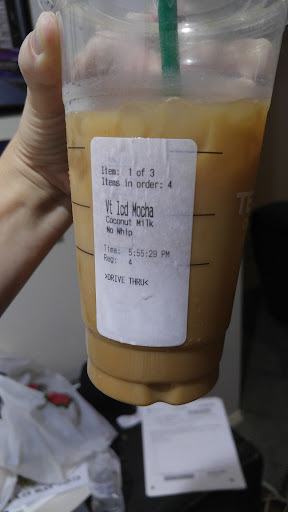 Item: 1 of 3
Items in order: 4
Vt Icd Mocha
Coconut Milk
No Whip
Time: 5:55:29 PM
Reg: 4
>DRIVE THRU<